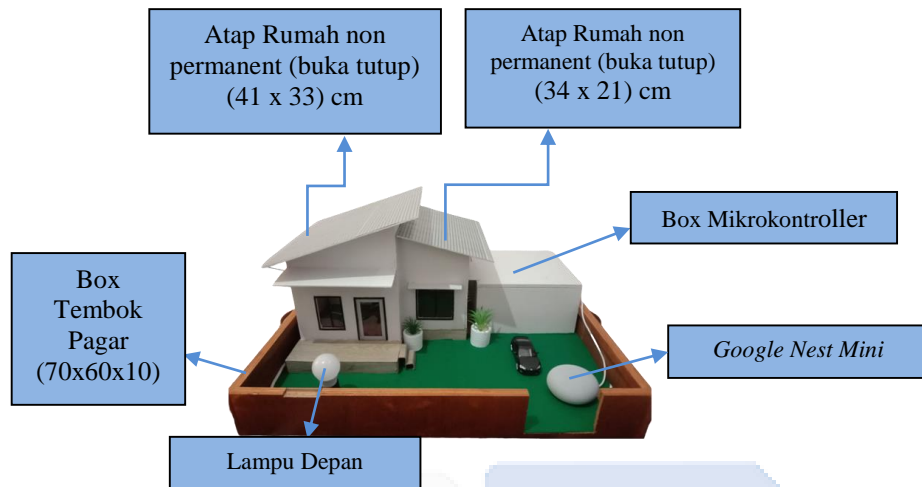 Atap Rumah non
permanent (buka tutup)
(41 x 33) cm
Atap Rumah non
permanent (buka tutup)
(34 x 21) cm
Box Mikrokontroller
Box
Tembok
Pagar
(70x60x10)
Google Nest Mini
Lampu Depan